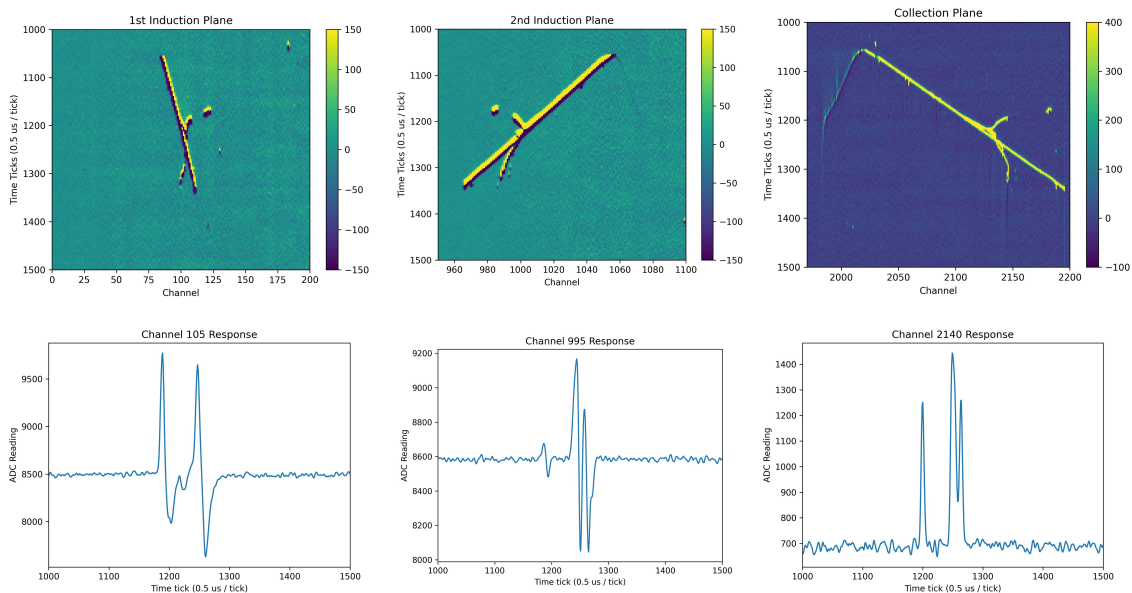 1st Induction Plane
1000
1100
1200
1300
1400
1500
0 25 50 75 100 125 150 175 200
Channel
Time Ticks (0.5 us / tick)
150
100
50
0
−50
−100
−150
2nd Induction Plane
1000
1100
1200
1300
1400
1500
960 980 1000 1020 1040 1060 1080 1100
Channel
Time Ticks (0.5 us / tick)
150
100
50
0
−50
−100
−150
Collection Plane
1000
1100
1200
1300
1400
1500
2000 2050 2100 2150 2200
Channel
Time Ticks (0.5 us / tick)
400
300
200
100
0
−100
Channel 105 Response
9500
9000
8500
8000
1000 1100 1200 1300 1400 1500
Time tick (0.5 us / tick)
ADC Reading
Channel 995 Response
9200
9000
8800
8600
8400
8200
8000
1000 1100 1200 1300 1400 1500
Time tick (0.5 us / tick)
ADC Reading
Channel 2140 Response
1400
1300
1200
1100
1000
900
800
700
1000 1100 1200 1300 1400 1500
Time tick (0.5 us / tick)
ADC Reading